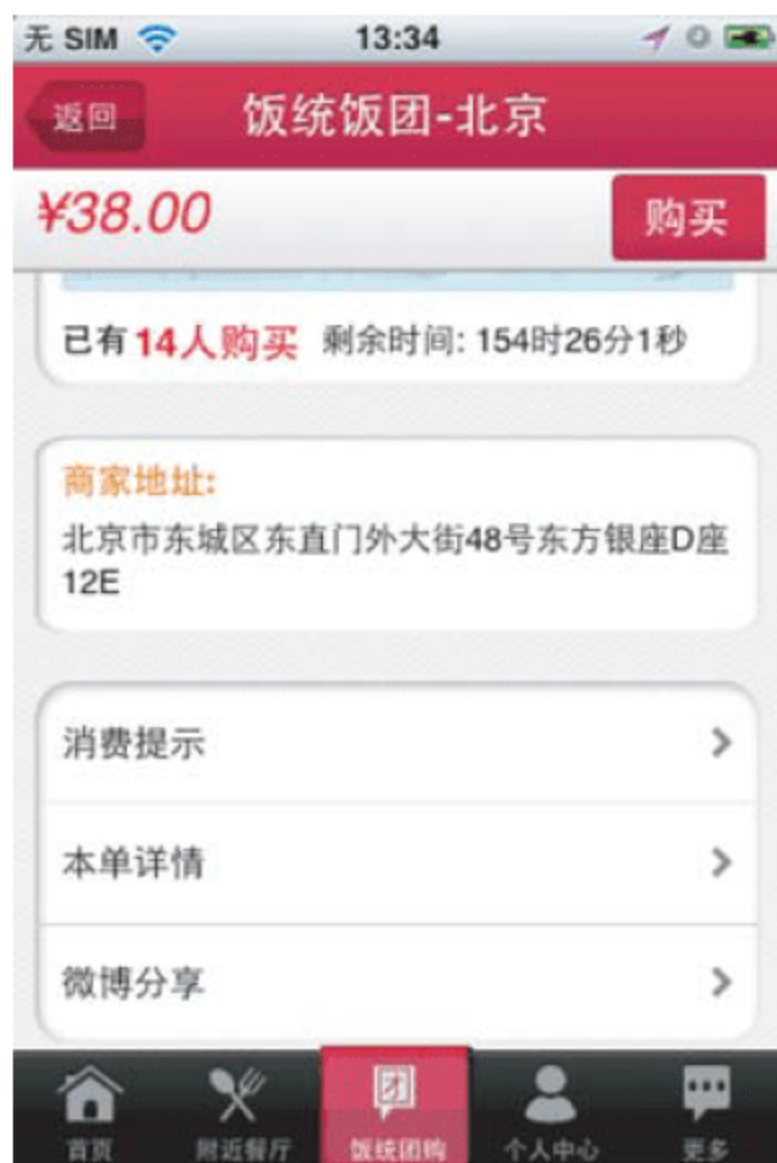 无 SIM 13:34
返回 饭统饭团-北京
¥38.00 购买
已有14人购买 剩余时间: 154时26分1秒
商家地址:
北京市东城区东直门外大街48号东方银座D座
12E
消费提示
本单详情
微博分享
团
首页 附近餐厅 饭统团购 个人中心 更多